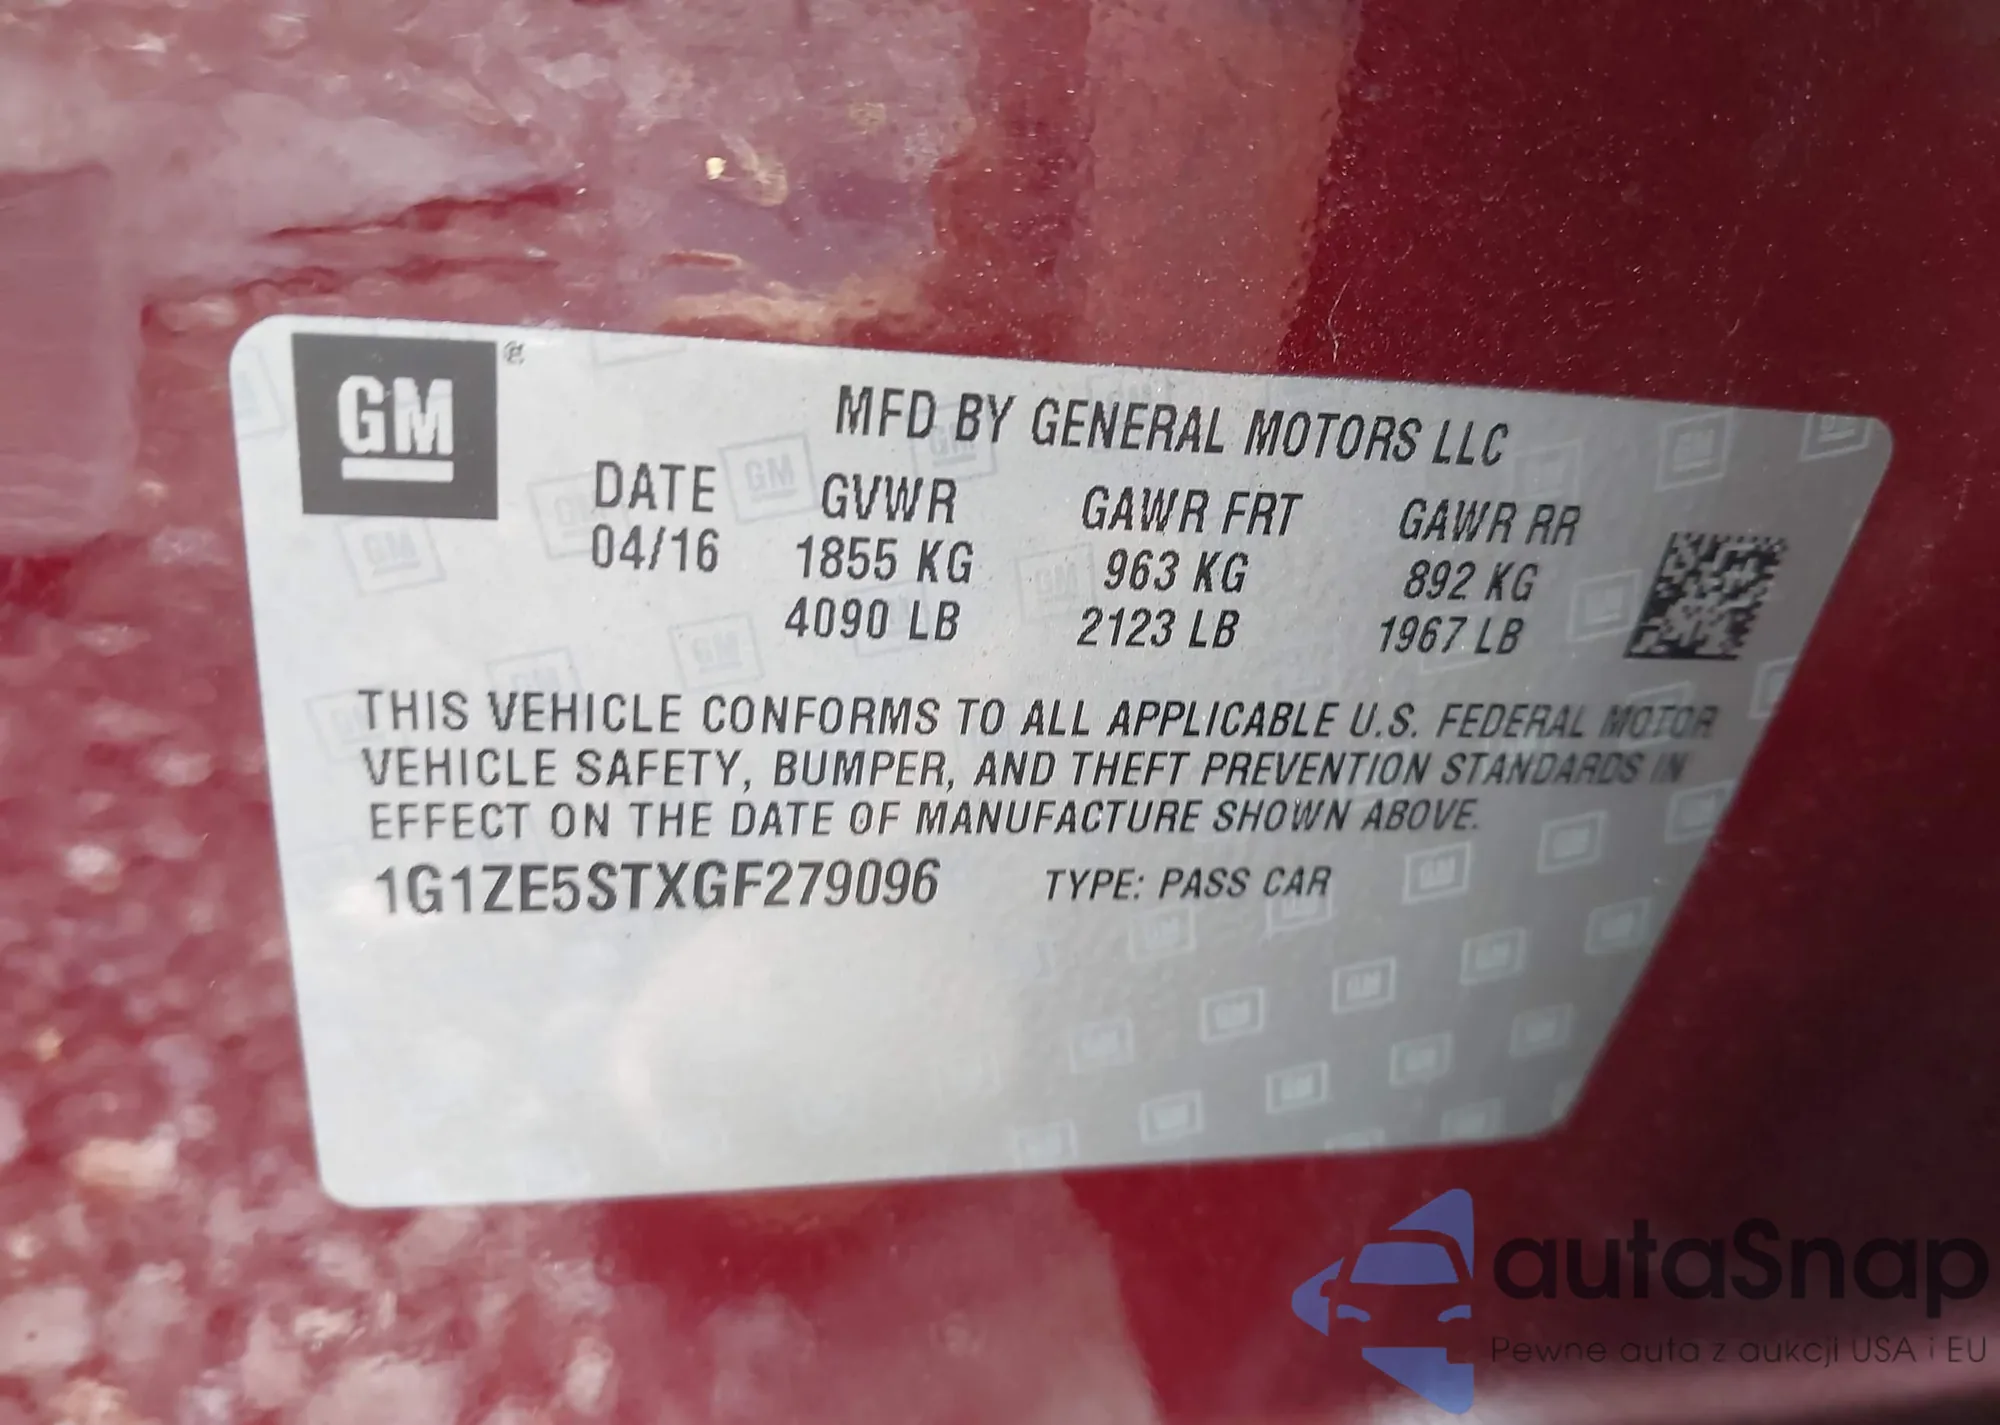 GM
MFD BY GENERAL MOTORS LLC
DATE GVWR GAWR FRT GAWR RR
04/16 1855 KG 963 KG 892 KG
4090 LB 2123 LB 1967 LB
THIS VEHICLE CONFORMS TO ALL APPLICABLE U.S. FEDERAL MOTOR
VEHICLE SAFETY, BUMPER, AND THEFT PREVENTION STANDARDS IN
EFFECT ON THE DATE OF MANUFACTURE SHOWN ABOVE.
1G1ZE5STXGF279096 TYPE: PASS CAR
autaSnap
Pewne auta z aukcji USA i EU